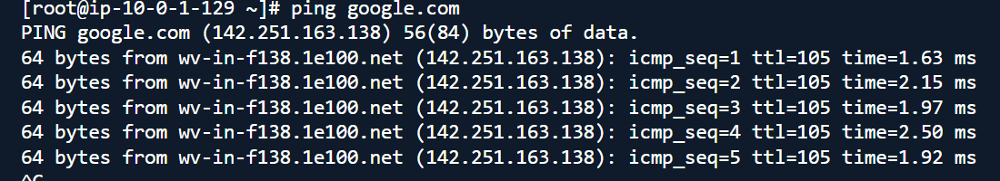 [root@ip-10-0-1-129 ~]# ping google.com
PING google.com (142.251.163.138) 56(84) bytes of data.
64 bytes from wv-in-f138.1e100.net (142.251.163.138): icmp_seq=1 ttl=105 time=1.63 ms
64 bytes from wv-in-f138.1e100.net (142.251.163.138): icmp_seq=2 ttl=105 time=2.15 ms
64 bytes from wv-in-f138.1e100.net (142.251.163.138): icmp_seq=3 ttl=105 time=1.97 ms
64 bytes from wv-in-f138.1e100.net (142.251.163.138): icmp_seq=4 ttl=105 time=2.50 ms
64 bytes from wv-in-f138.1e100.net (142.251.163.138): icmp_seq=5 ttl=105 time=1.92 ms
^C